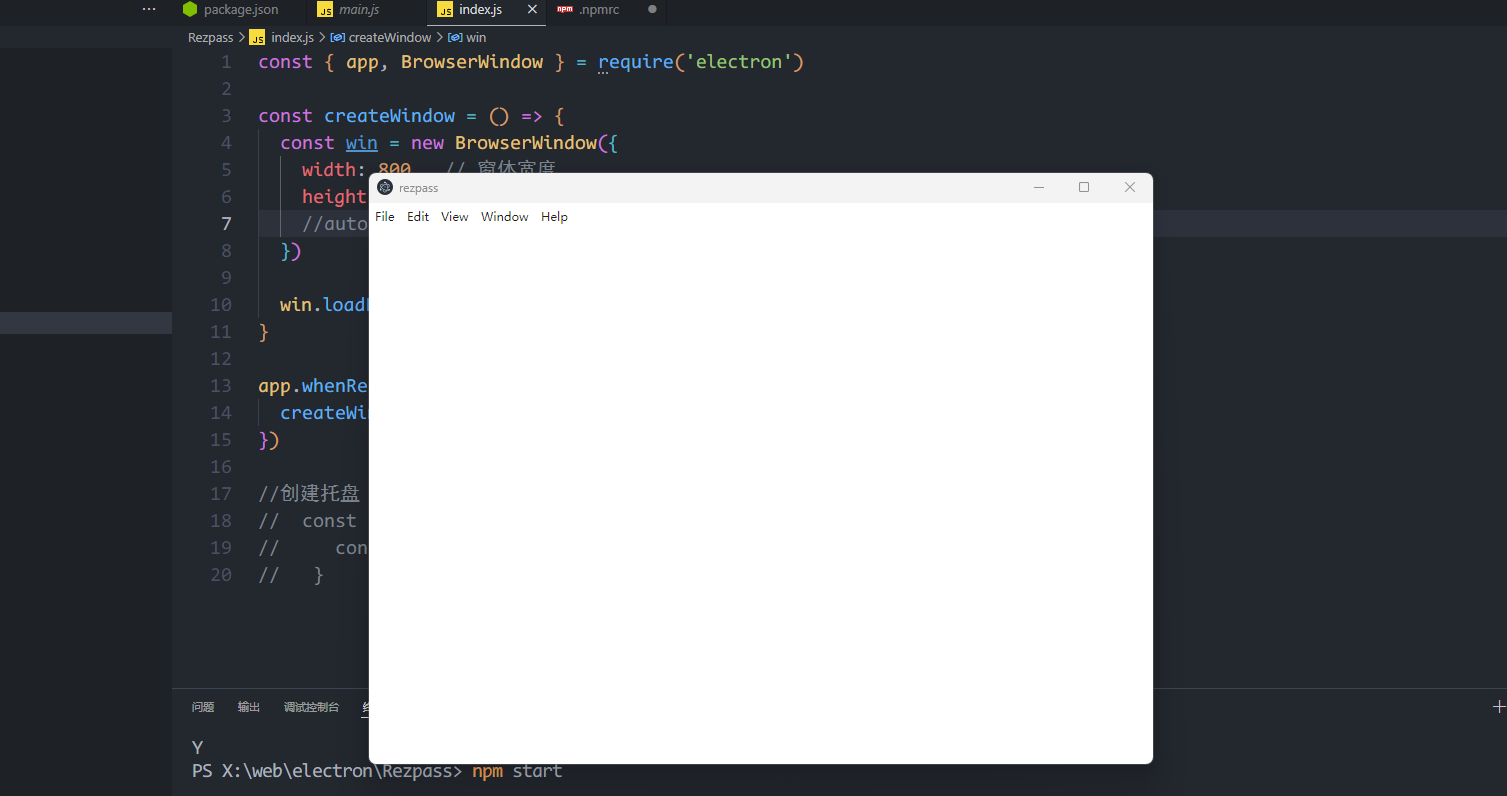 ··· package.json JS main.js JS index.js × npm .npmrc ●
Rezpass > JS index.js > createWindow > win
1 const { app, BrowserWindow } = require('electron')
2
3 const createWindow = () => {
4 const win = new BrowserWindow({
5 width: 800 // 窗体宽度
6 height
7 //auto
8 })
9
10 win.load
11 }
12
13 app.whenRe
14 createWi
15 })
16
17 //创建托盘
18 // const
19 // con
20 // }
rezpass
File Edit View Window Help
问题 输出 调试控制台
Y
PS X:\web\electron\Rezpass> npm start